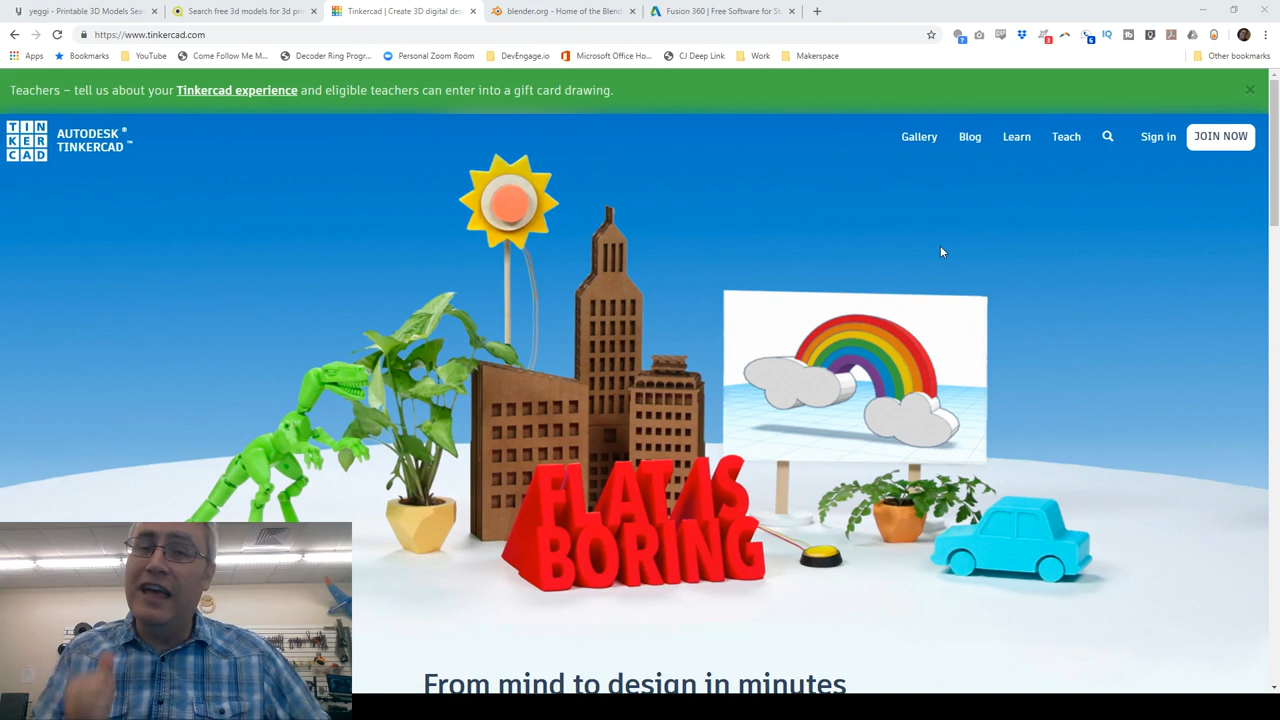 yeggi - Printable 3D Models Sea
Search free 3d models for 3d pri
Tinkercad | Create 3D digital des
blender.org - Home of the Blend
Fusion 360 | Free Software for St
https://www.tinkercad.com
Apps
Bookmarks
YouTube
Come Follow Me M...
Decoder Ring Progr...
Personal Zoom Room
DevEngage.io
Microsoft Office Ho...
CJ Deep Link
Work
Makerspace
Other bookmarks
Teachers – tell us about your Tinkercad experience and eligible teachers can enter into a gift card drawing.
TIN
KER
CAD
AUTODESK®
TINKERCAD™
Gallery
Blog
Learn
Teach
Sign in
JOIN NOW
FLAT IS
BORING
From mind to design in minutes